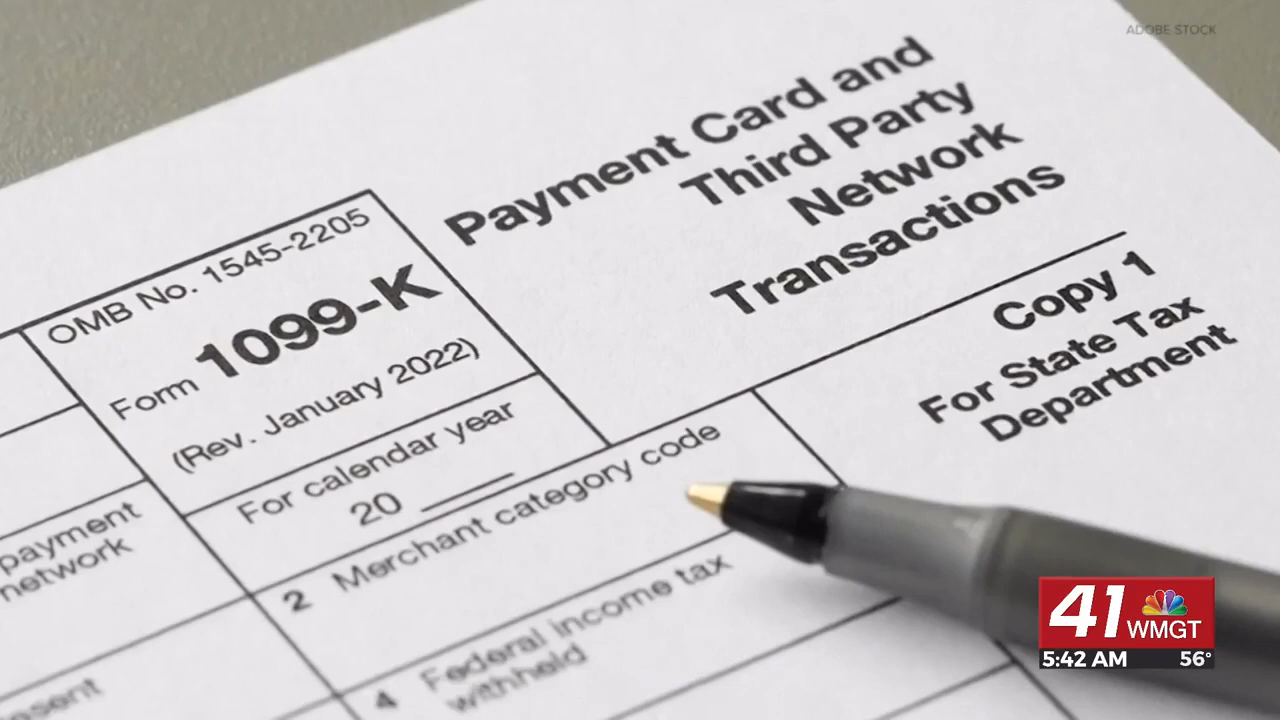 ADOBE STOCK
Payment Card and
Third Party
Network
Transactions
OMB No. 1545-2205
Form 1099-K
(Rev. January 2022)
Copy 1
For State Tax
Department
For calendar year
20
payment
network
2 Merchant category code
4 Federal income tax
withheld
41
WMGT
5:42 AM 56°